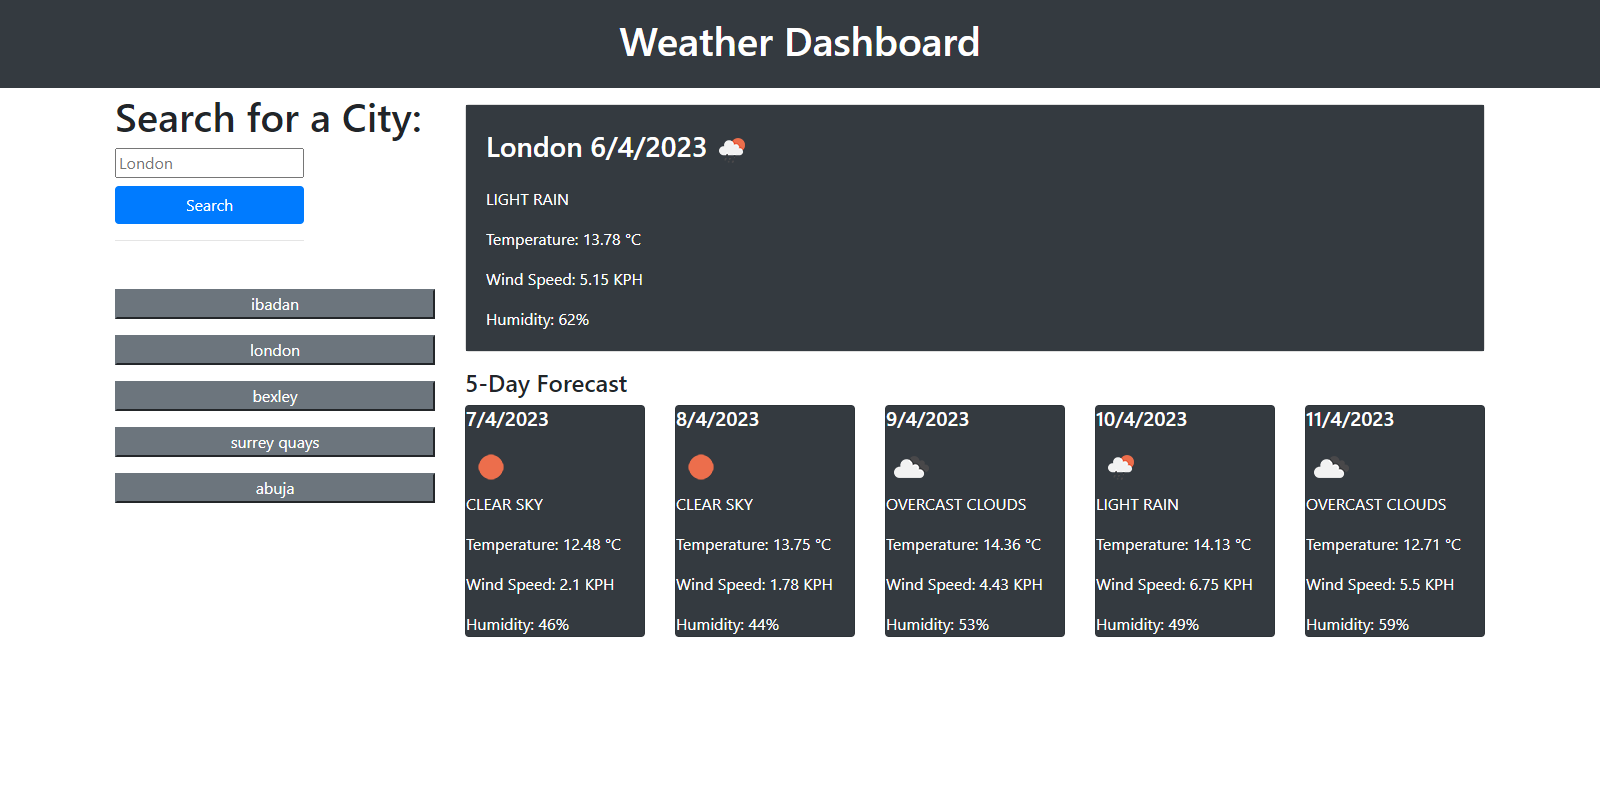 Weather Dashboard
Search for a City:
London
Search
ibadan
london
bexley
surrey quays
abuja
London 6/4/2023
LIGHT RAIN
Temperature: 13.78 °C
Wind Speed: 5.15 KPH
Humidity: 62%
5-Day Forecast
7/4/2023
CLEAR SKY
Temperature: 12.48 °C
Wind Speed: 2.1 KPH
Humidity: 46%
8/4/2023
CLEAR SKY
Temperature: 13.75 °C
Wind Speed: 1.78 KPH
Humidity: 44%
9/4/2023
OVERCAST CLOUDS
Temperature: 14.36 °C
Wind Speed: 4.43 KPH
Humidity: 53%
10/4/2023
LIGHT RAIN
Temperature: 14.13 °C
Wind Speed: 6.75 KPH
Humidity: 49%
11/4/2023
OVERCAST CLOUDS
Temperature: 12.71 °C
Wind Speed: 5.5 KPH
Humidity: 59%